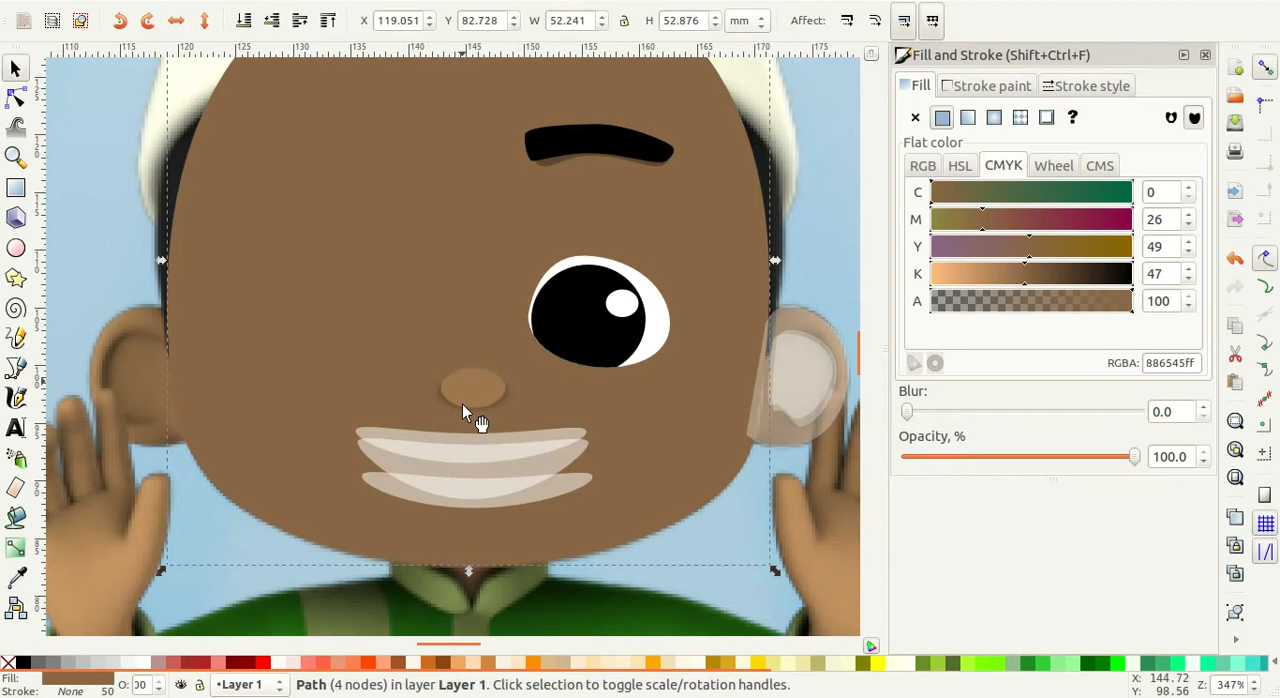 X 119.051 Y 82.728 W 52.241 H 52.876 mm Affect:
110 115 120 125 130 135 140 145 150 155 160 165 170 175
Fill and Stroke (Shift+Ctrl+F)
Fill Stroke paint Stroke style
?
Flat color
RGB HSL CMYK Wheel CMS
C 0
M 26
Y 49
K 47
A 100
RGBA: 886545ff
Blur:
0.0
Opacity, %
100.0
Fill:
Stroke: None 50 O: 00 •Layer 1 Path (4 nodes) in layer Layer 1. Click selection to toggle scale/rotation handles.
X: 144.72
Y: 98.56
Z: 347%